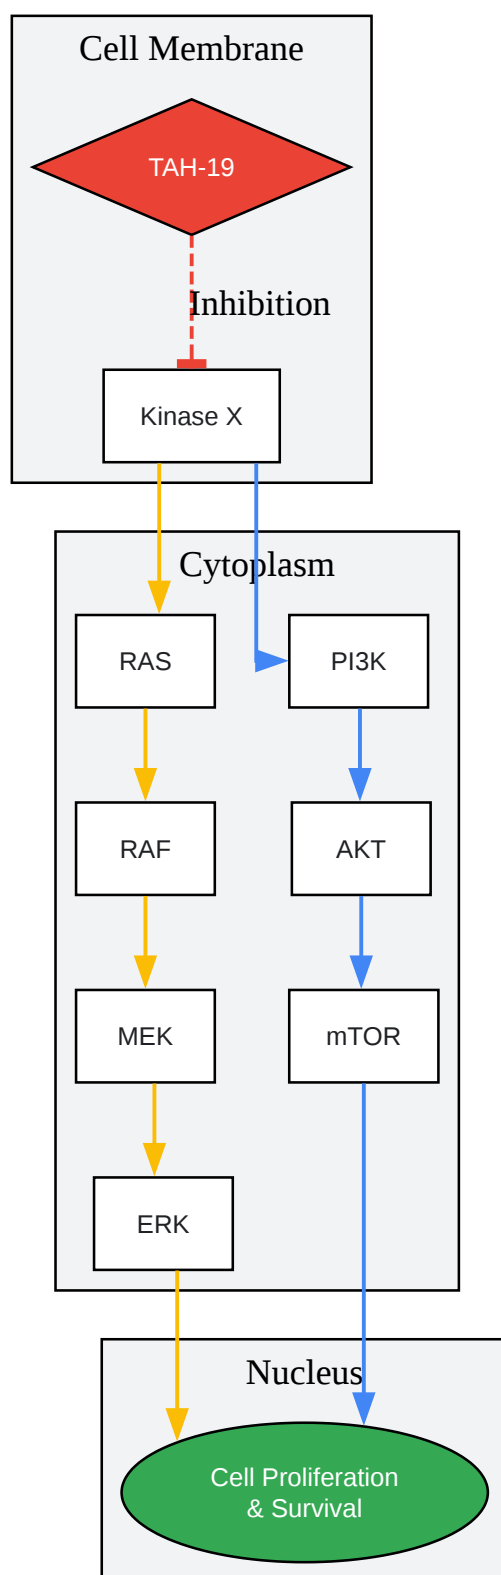 Cell Membrane
TAH-19
Inhibition
Kinase X
Cytoplasm
RAS
PI3K
RAF
AKT
MEK
mTOR
ERK
Nucleus
Cell Proliferation
& Survival